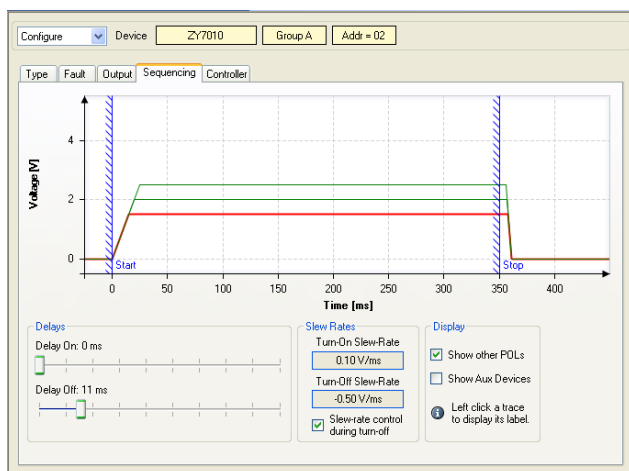 Configure Device ZY7010 Group A Addr = 02
Type Fault Output Sequencing Controller
Voltage [V]
4
2
0
Start
Stop
0 50 100 150 200 250 300 350 400
Time [ms]
Delays
Delay On: 0 ms
Delay Off: 11 ms
Slew Rates
Turn-On Slew-Rate
0.10 V/ms
Turn-Off Slew-Rate
-0.50 V/ms
Slew-rate control
during turn-off
Display
Show other POLs
Show Aux Devices
Left click a trace
to display its label.